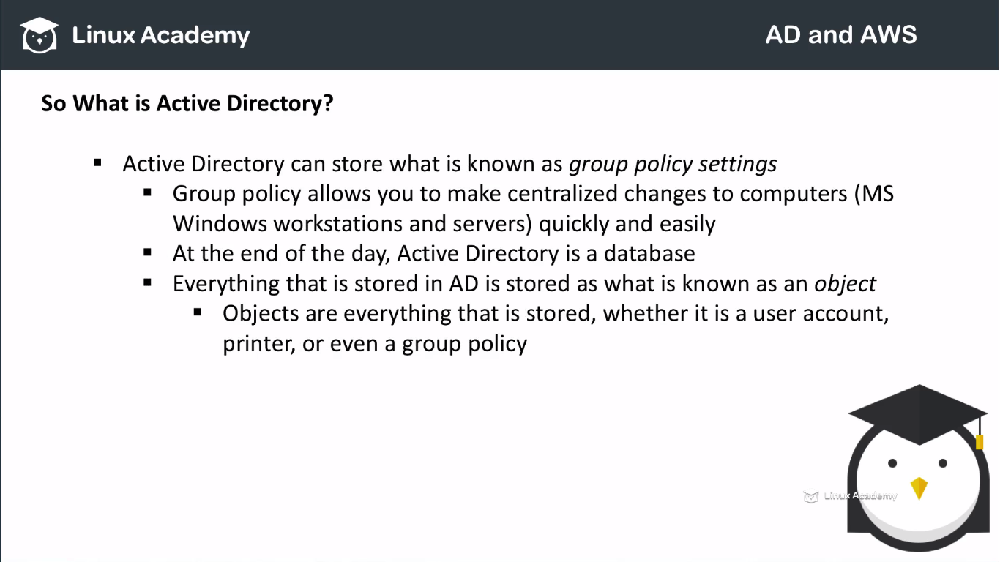 Linux Academy
AD and AWS
So What is Active Directory?
▪ Active Directory can store what is known as group policy settings
▪ Group policy allows you to make centralized changes to computers (MS
Windows workstations and servers) quickly and easily
▪ At the end of the day, Active Directory is a database
▪ Everything that is stored in AD is stored as what is known as an object
▪ Objects are everything that is stored, whether it is a user account,
printer, or even a group policy
Linux Academy